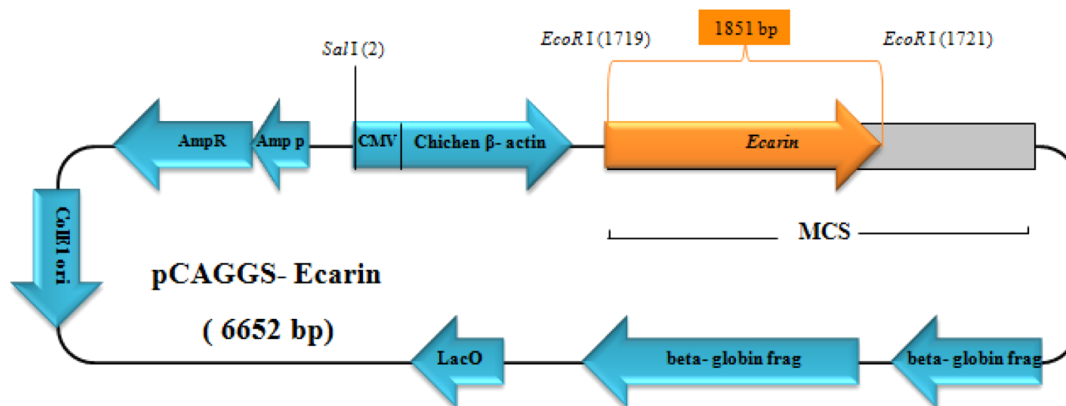 1851 bp
EcoRI (1719)
EcoRI (1721)
SalI (2)
AmpR
Amp p
CMV
Chichen β- actin
Ecarin
MCS
ColE1 ori
pCAGGS- Ecarin
( 6652 bp)
LacO
beta- globin frag
beta- globin frag